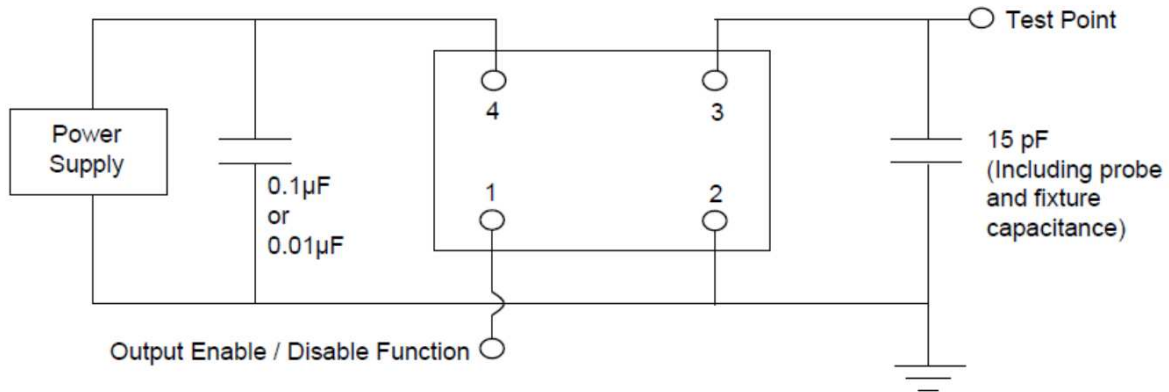 Test Point
4
3
Power
Supply
15 pF
(Including probe
and fixture
capacitance)
0.1µF
or
0.01µF
1
2
Output Enable / Disable Function